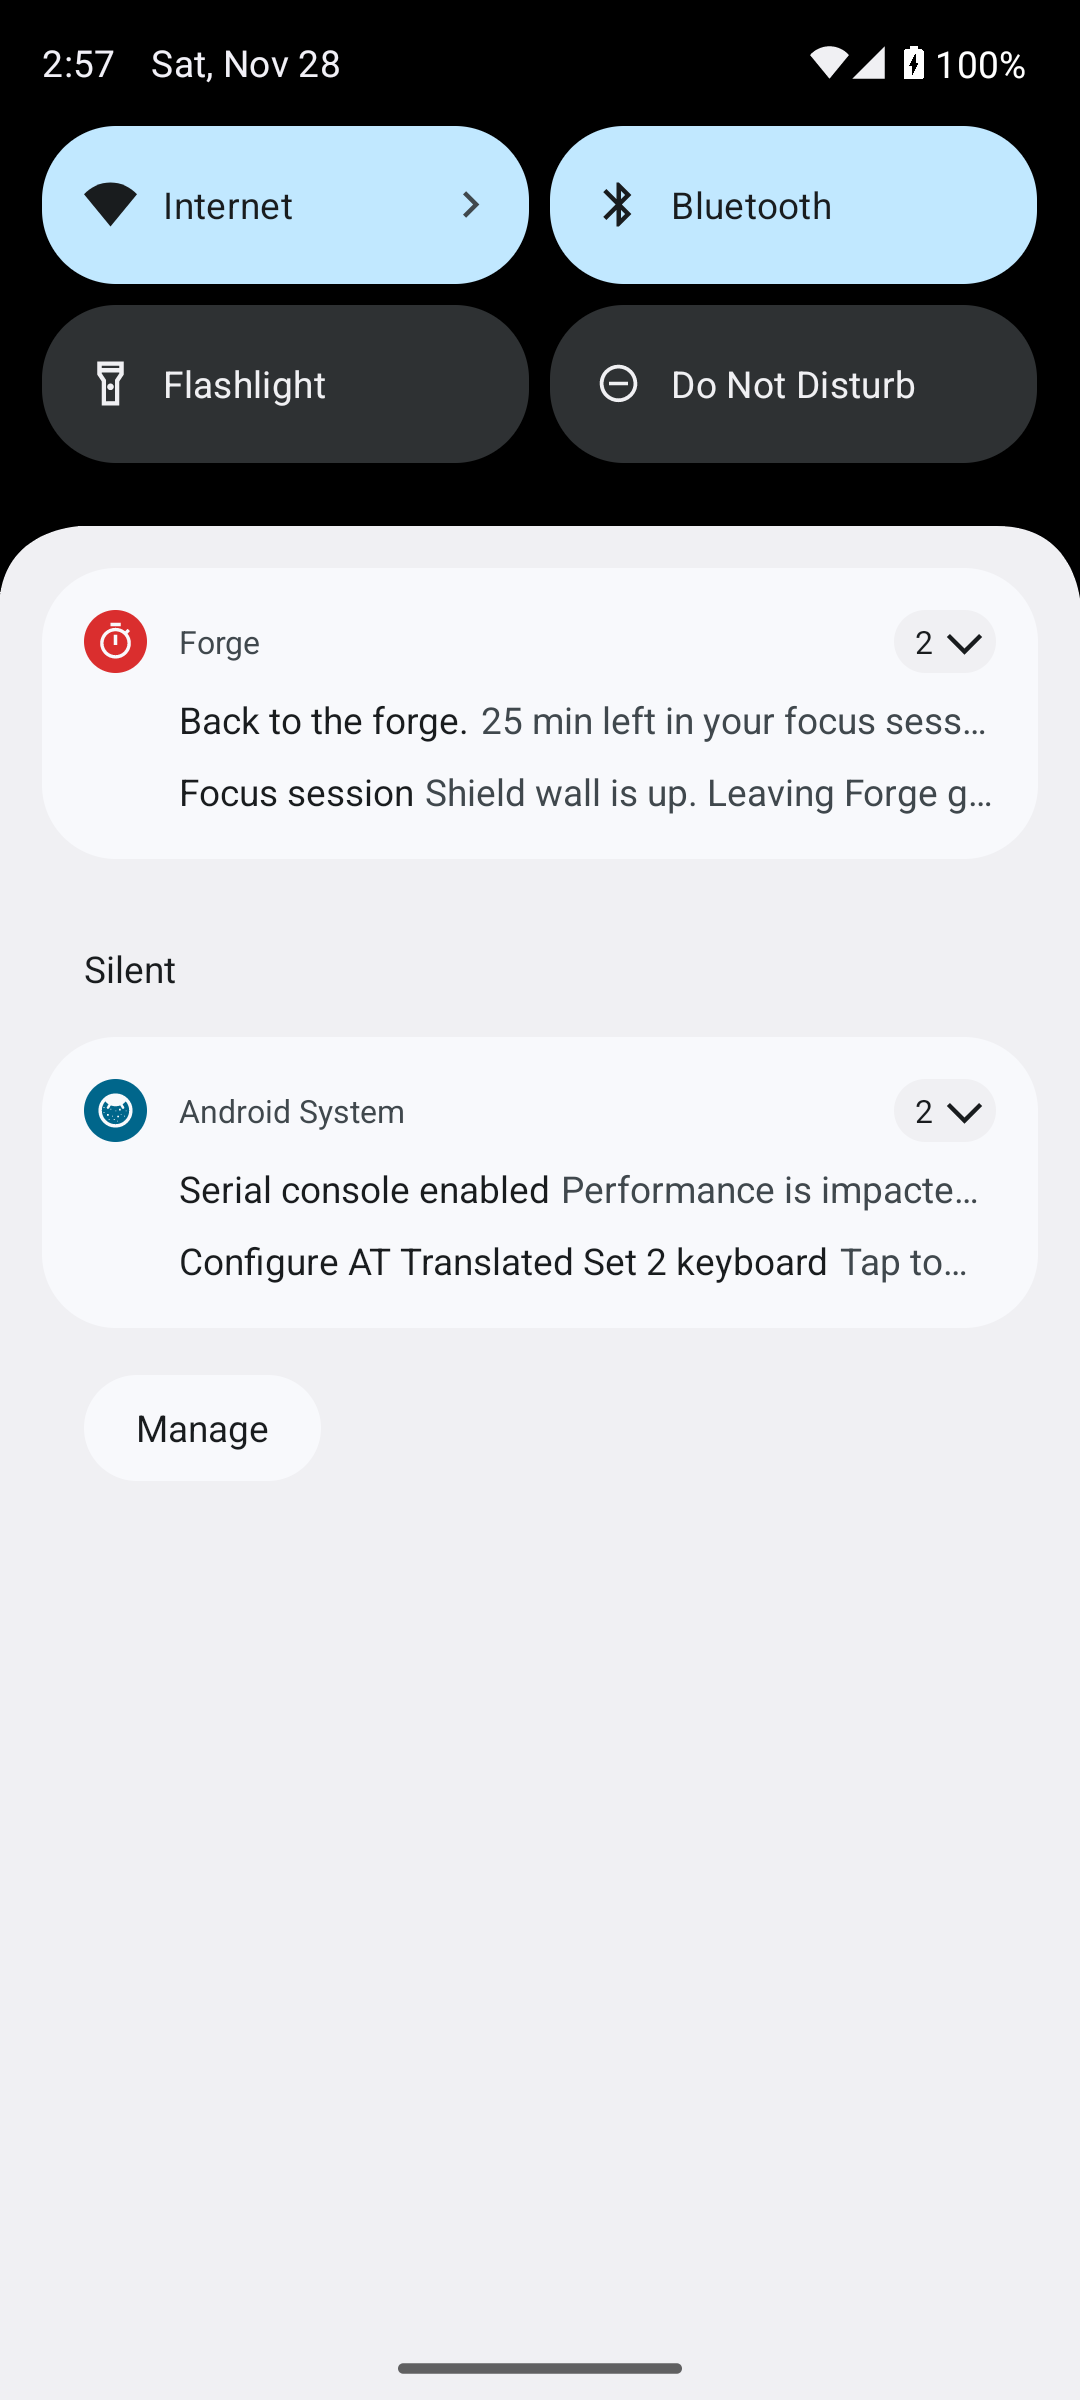 2:57 Sat, Nov 28 100%
Internet Bluetooth
Flashlight Do Not Disturb
Forge 2
Back to the forge. 25 min left in your focus sess…
Focus session Shield wall is up. Leaving Forge g…
Silent
Android System 2
Serial console enabled Performance is impacte…
Configure AT Translated Set 2 keyboard Tap to…
Manage